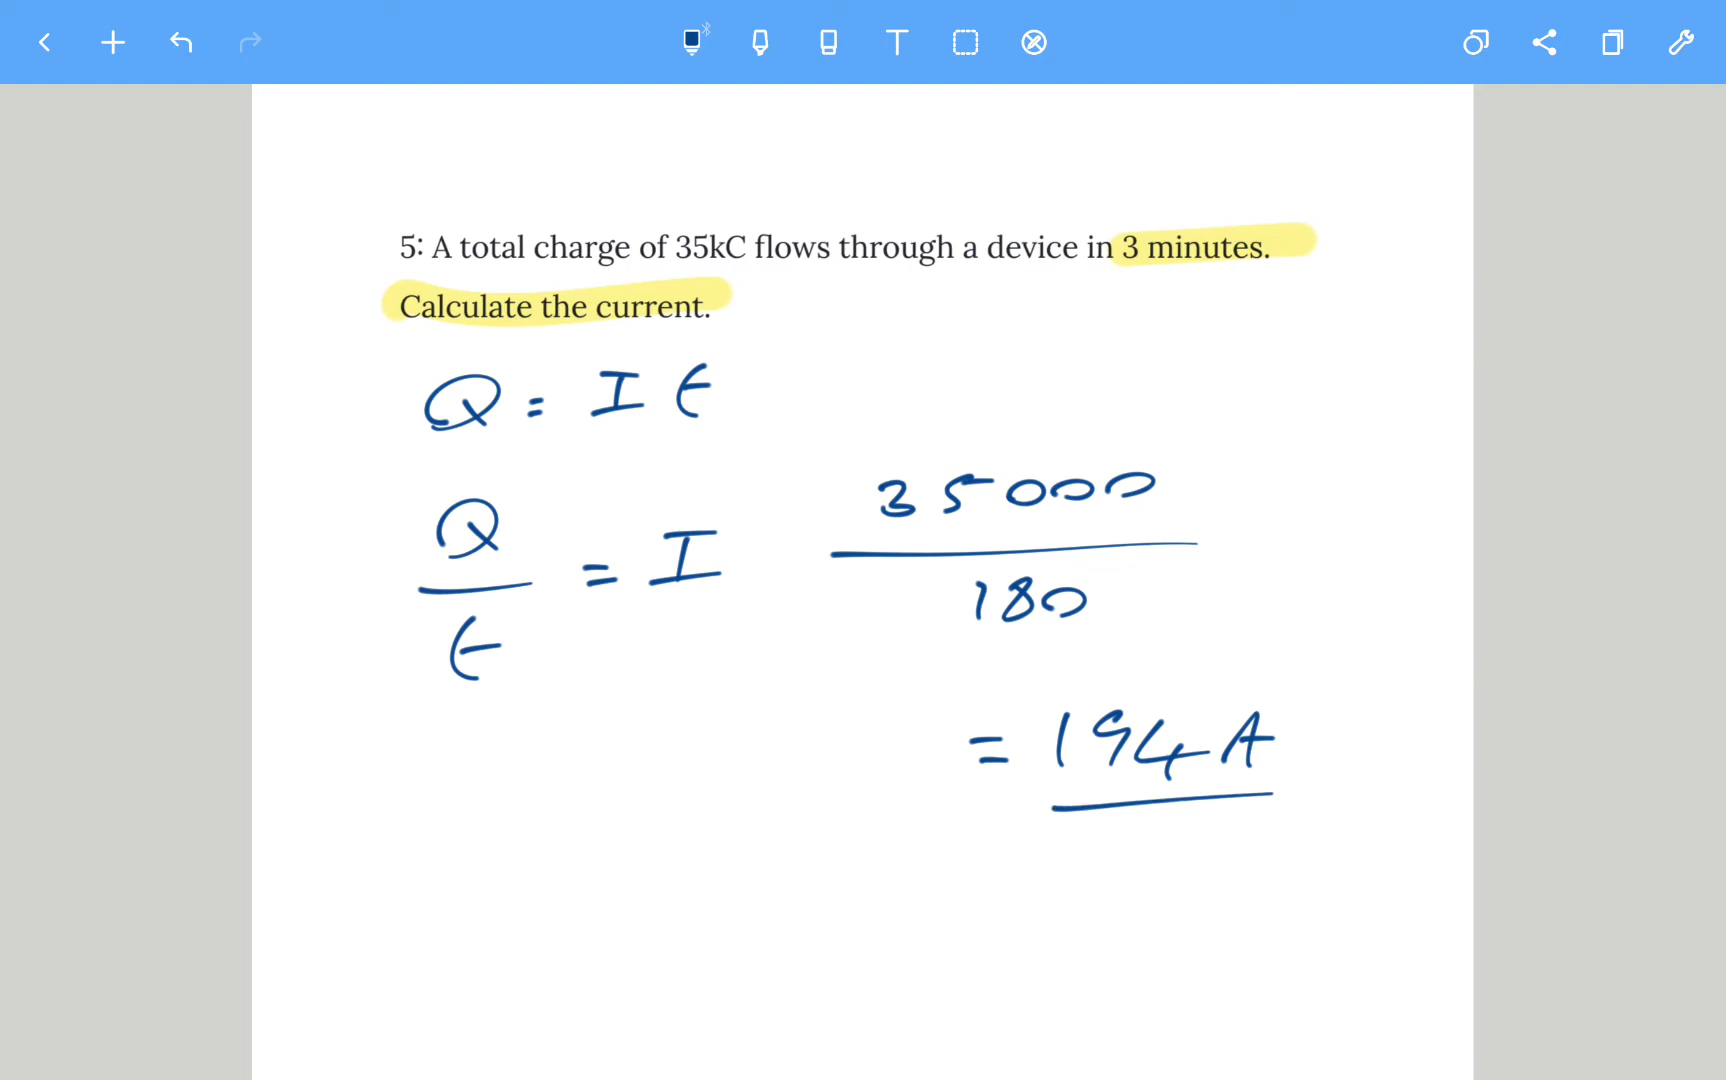 5: A total charge of 35kC flows through a device in 3 minutes.
Calculate the current.
Q = I t
Q
t
= I
35000
180
= 194A